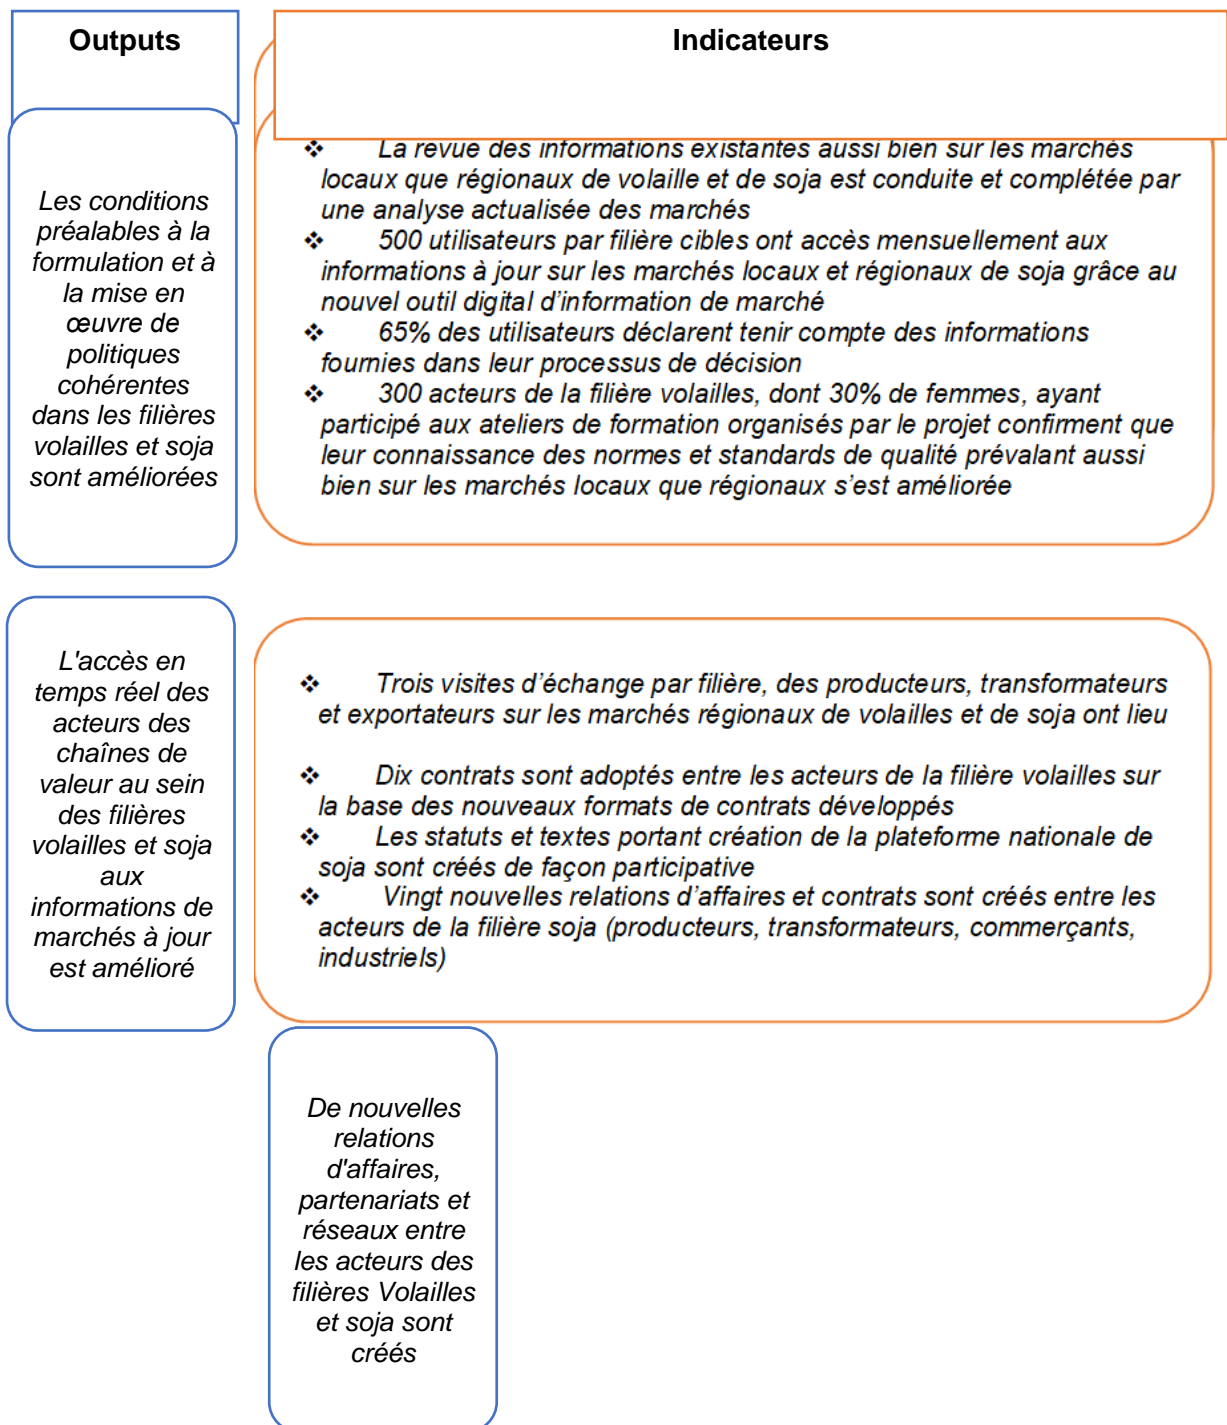 Outputs
Indicateurs
Les conditions
préalables à la
formulation et à
la mise en
œuvre de
politiques
cohérentes
dans les filières
volailles et soja
sont améliorées
❖ La revue des informations existantes aussi bien sur les marchés
locaux que régionaux de volaille et de soja est conduite et complétée par
une analyse actualisée des marchés
❖ 500 utilisateurs par filière cibles ont accès mensuellement aux
informations à jour sur les marchés locaux et régionaux de soja grâce au
nouvel outil digital d’information de marché
❖ 65% des utilisateurs déclarent tenir compte des informations
fournies dans leur processus de décision
❖ 300 acteurs de la filière volailles, dont 30% de femmes, ayant
participé aux ateliers de formation organisés par le projet confirment que
leur connaissance des normes et standards de qualité prévalant aussi
bien sur les marchés locaux que régionaux s’est améliorée
L'accès en
temps réel des
acteurs des
chaînes de
valeur au sein
des filières
volailles et soja
aux
informations de
marchés à jour
est amélioré
❖ Trois visites d’échange par filière, des producteurs, transformateurs
et exportateurs sur les marchés régionaux de volailles et de soja ont lieu
❖ Dix contrats sont adoptés entre les acteurs de la filière volailles sur
la base des nouveaux formats de contrats développés
❖ Les statuts et textes portant création de la plateforme nationale de
soja sont créés de façon participative
❖ Vingt nouvelles relations d’affaires et contrats sont créés entre les
acteurs de la filière soja (producteurs, transformateurs, commerçants,
industriels)
De nouvelles
relations
d'affaires,
partenariats et
réseaux entre
les acteurs des
filières Volailles
et soja sont
créés